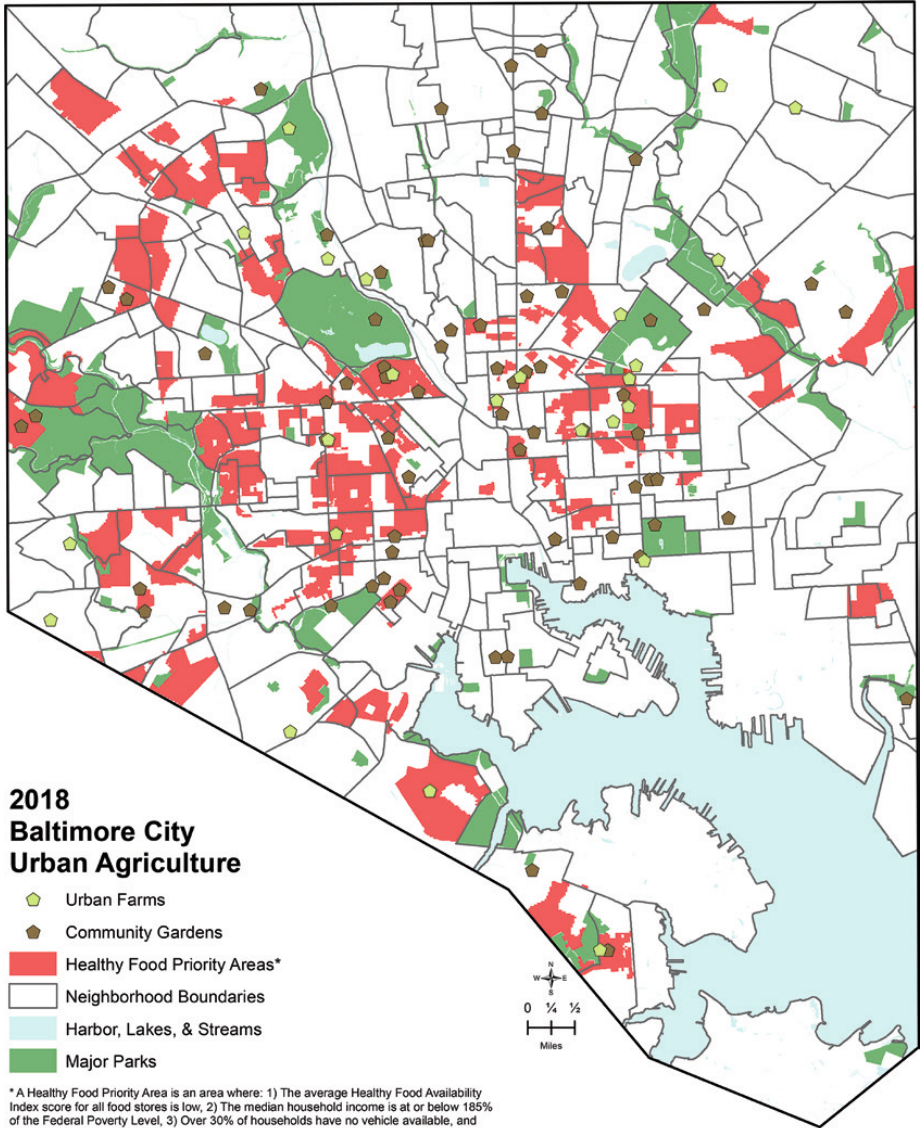 2018
Baltimore City
Urban Agriculture
Urban Farms
Community Gardens
Healthy Food Priority Areas*
Neighborhood Boundaries
Harbor, Lakes, & Streams
Major Parks
N
W E
S
0 ¼ ½
Miles
* A Healthy Food Priority Area is an area where: 1) The average Healthy Food Availability
Index score for all food stores is low, 2) The median household income is at or below 185%
of the Federal Poverty Level, 3) Over 30% of households have no vehicle available, and